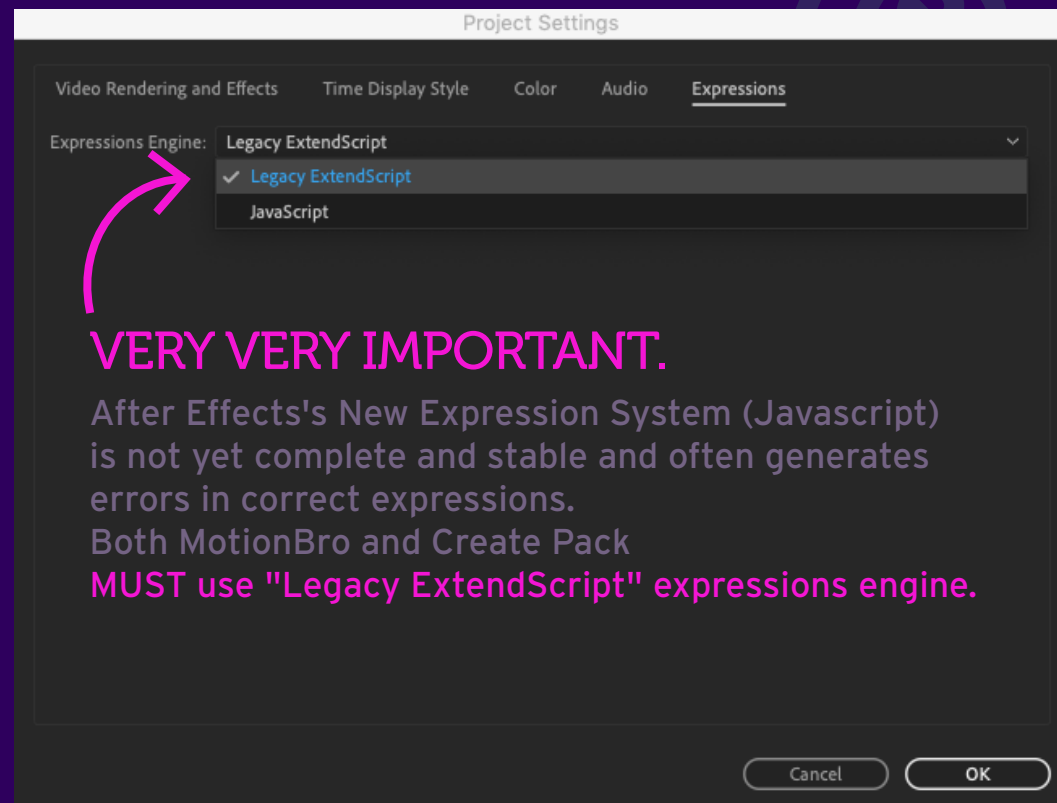 Project Settings
Video Rendering and Effects Time Display Style Color Audio Expressions
Expressions Engine: Legacy ExtendScript
Legacy ExtendScript
JavaScript
VERY VERY IMPORTANT.
After Effects's New Expression System (Javascript)
is not yet complete and stable and often generates
errors in correct expressions.
Both MotionBro and Create Pack
MUST use "Legacy ExtendScript" expressions engine.
Cancel OK